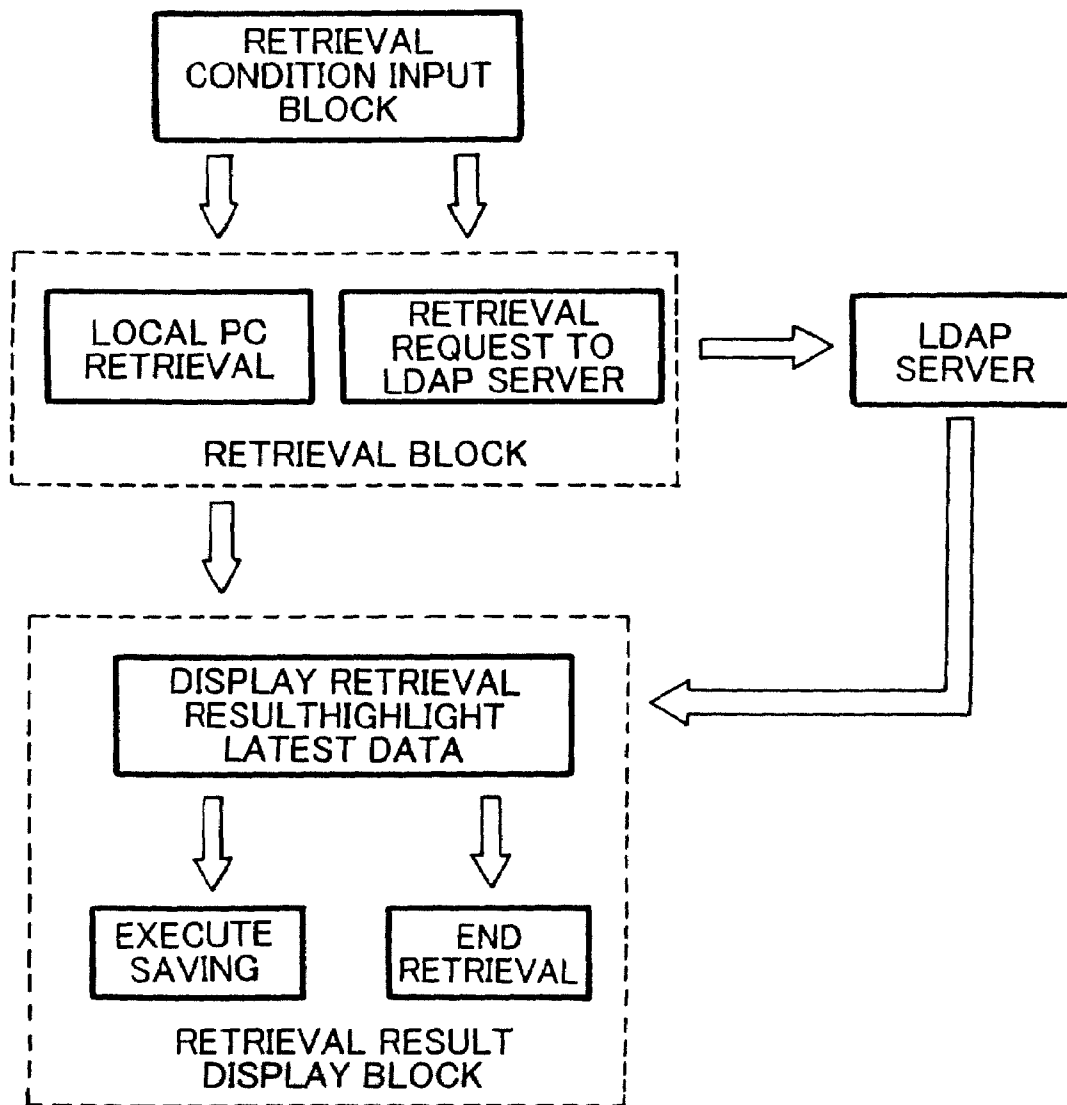 RETRIEVAL
CONDITION INPUT
BLOCK
LOCAL PC
RETRIEVAL
RETRIEVAL
REQUEST TO
LDAP SERVER
LDAP
SERVER
RETRIEVAL BLOCK
DISPLAY RETRIEVAL
RESULTHIGHLIGHT
LATEST DATA
EXECUTE
SAVING
END
RETRIEVAL
RETRIEVAL RESULT
DISPLAY BLOCK